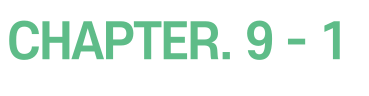 CHAPTER. 9 - 1